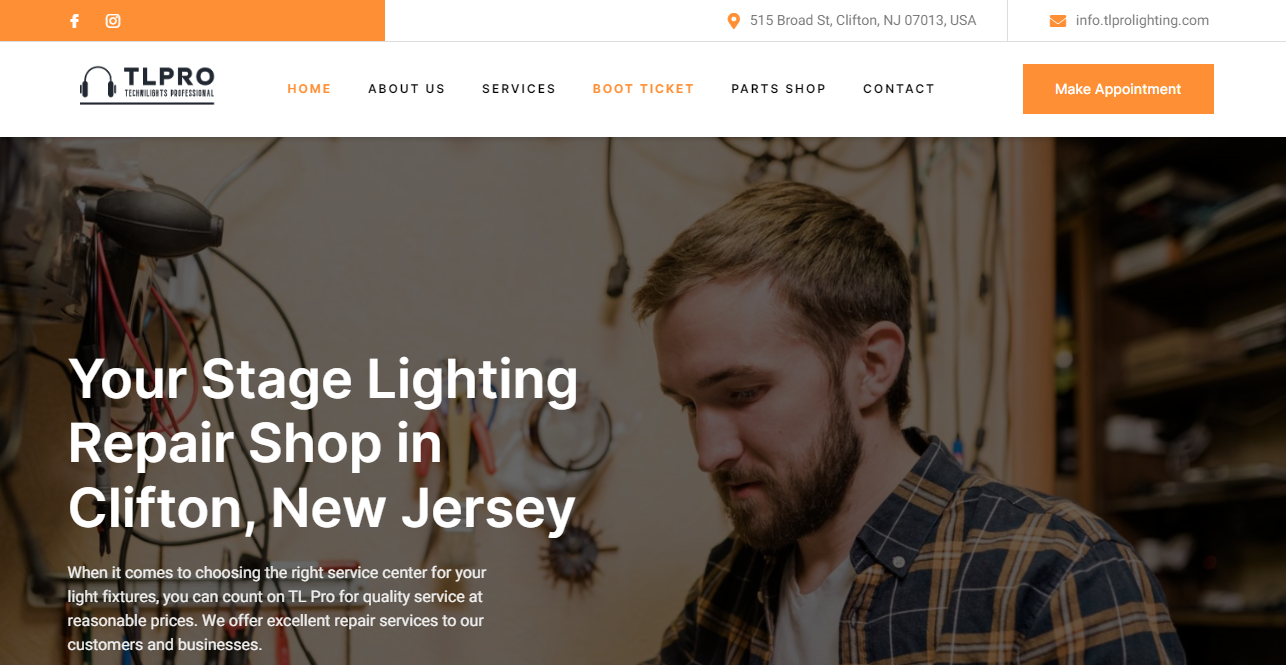 515 Broad St, Clifton, NJ 07013, USA
info.tlprolighting.com
TLPRO
TECHNILIGHTS PROFESSIONAL
HOME
ABOUT US
SERVICES
BOOT TICKET
PARTS SHOP
CONTACT
Make Appointment
Your Stage Lighting
Repair Shop in
Clifton, New Jersey
When it comes to choosing the right service center for your
light fixtures, you can count on TL Pro for quality service at
reasonable prices. We offer excellent repair services to our
customers and businesses.